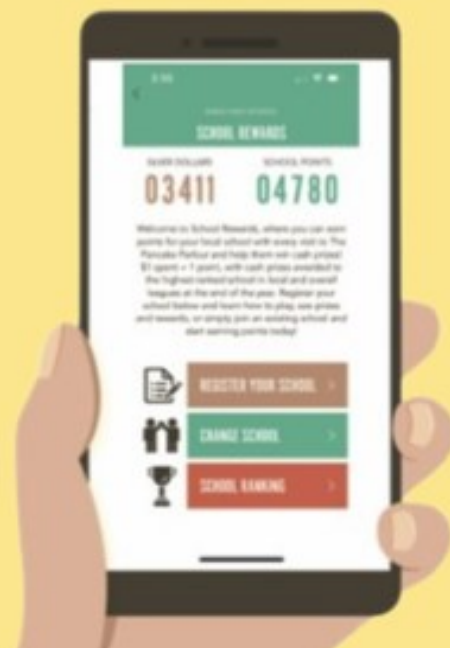 SCHOOL REWARDS
SILVER DOLLARS SCHOOL POINTS
03411 04780
Welcome to School Rewards, where you can earn
points for your local school with every visit to The
Pancake Parlour and help them win cash prizes!
$1 spent = 1 point, with cash prizes awarded to
the highest ranked school in local and overall
leagues at the end of the year. Register your
school below and learn how to play, see prizes
and rewards, or simply join an existing school and
start earning points today!
REGISTER YOUR SCHOOL >
CHANGE SCHOOL >
SCHOOL RANKING >